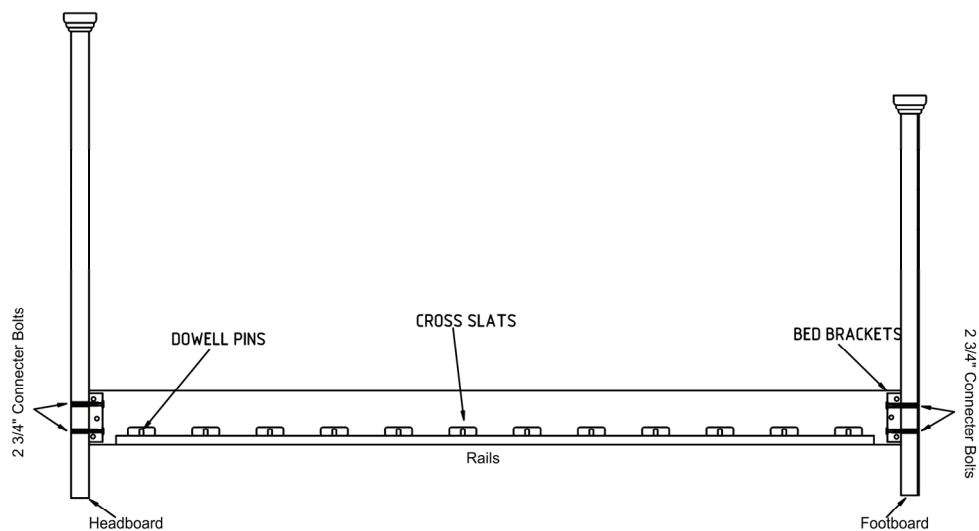 CROSS SLATS
DOWELL PINS
BED BRACKETS
2 3/4" Connecter Bolts
2 3/4" Connecter Bolts
Rails
Headboard
Footboard